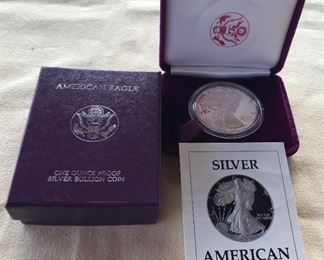 AMERICAN EAGLE
ONE OUNCE PROOF
SILVER BULLION COIN
SILVER
AMERICAN